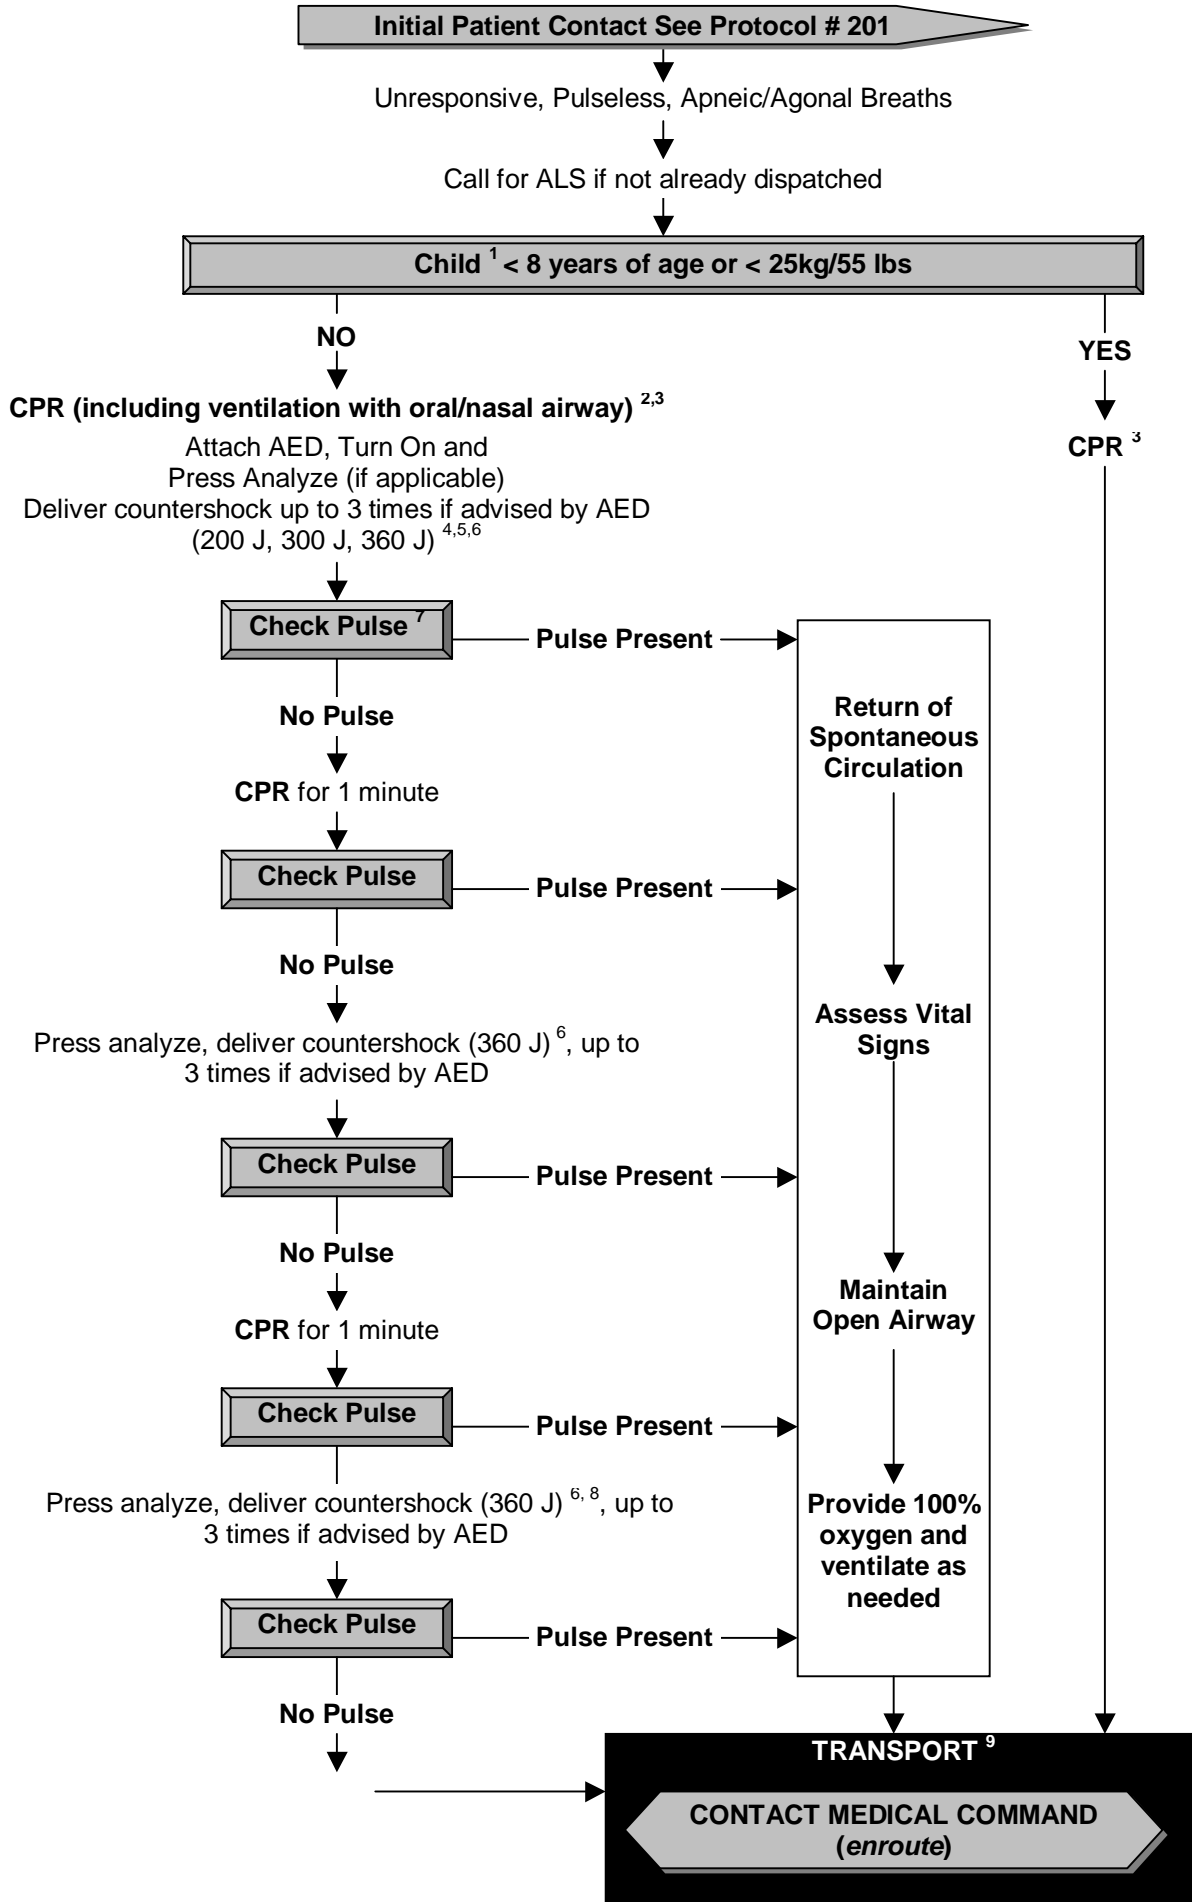 Initial Patient Contact See Protocol # 201
Unresponsive, Pulseless, Apneic/Agonal Breaths
Call for ALS if not already dispatched
Child 1 < 8 years of age or < 25kg/55 lbs
NO
YES
CPR (including ventilation with oral/nasal airway) 2,3
CPR 3
Attach AED, Turn On and
Press Analyze (if applicable)
Deliver countershock up to 3 times if advised by AED
(200 J, 300 J, 360 J) 4,5,6
Check Pulse 7
Pulse Present
No Pulse
CPR for 1 minute
Check Pulse
Pulse Present
No Pulse
Press analyze, deliver countershock (360 J) 6, up to
3 times if advised by AED
Check Pulse
Pulse Present
No Pulse
CPR for 1 minute
Check Pulse
Pulse Present
Press analyze, deliver countershock (360 J) 6, 8, up to
3 times if advised by AED
Check Pulse
Pulse Present
No Pulse
Return of
Spontaneous
Circulation
Assess Vital
Signs
Maintain
Open Airway
Provide 100%
oxygen and
ventilate as
needed
TRANSPORT 9
CONTACT MEDICAL COMMAND
(enroute)